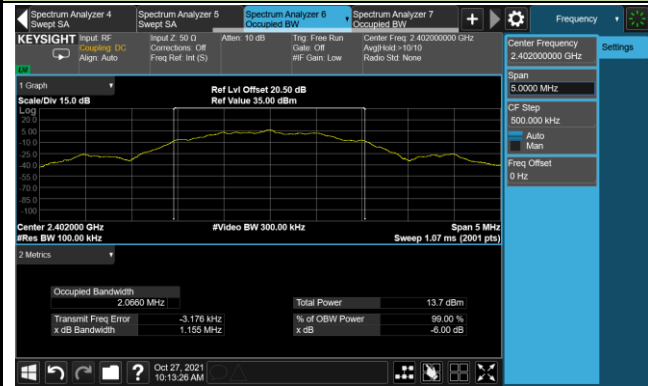 Spectrum Analyzer 4
Swept SA
Spectrum Analyzer 5
Swept SA
Spectrum Analyzer 6
Occupied BW
Spectrum Analyzer 7
Occupied BW
+
Frequency
KEYSIGHT
Input: RF
Coupling: DC
Align: Auto
Input Z: 50 Ω
Corrections: Off
Freq Ref: Int (S)
Atten: 10 dB
Trig: Free Run
Gate: Off
#IF Gain: Low
Center Freq: 2.402000000 GHz
Avg|Hold:>10/10
Radio Std: None
Center Frequency
2.402000000 GHz
Settings
Span
5.0000 MHz
CF Step
500.000 kHz
Auto
Man
Freq Offset
0 Hz
1 Graph
Scale/Div 15.0 dB
Ref Lvl Offset 20.50 dB
Ref Value 35.00 dBm
Log
20.0
5.00
-10.0
-25.0
-40.0
-55.0
-70.0
-85.0
-100
Center 2.402000 GHz
#Res BW 100.00 kHz
#Video BW 300.00 kHz
Span 5 MHz
Sweep 1.07 ms (2001 pts)
2 Metrics
Occupied Bandwidth
2.0660 MHz
Total Power
13.7 dBm
Transmit Freq Error
-3.176 kHz
% of OBW Power
99.00 %
x dB Bandwidth
1.155 MHz
x dB
-6.00 dB
?
Oct 27, 2021
10:13:26 AM